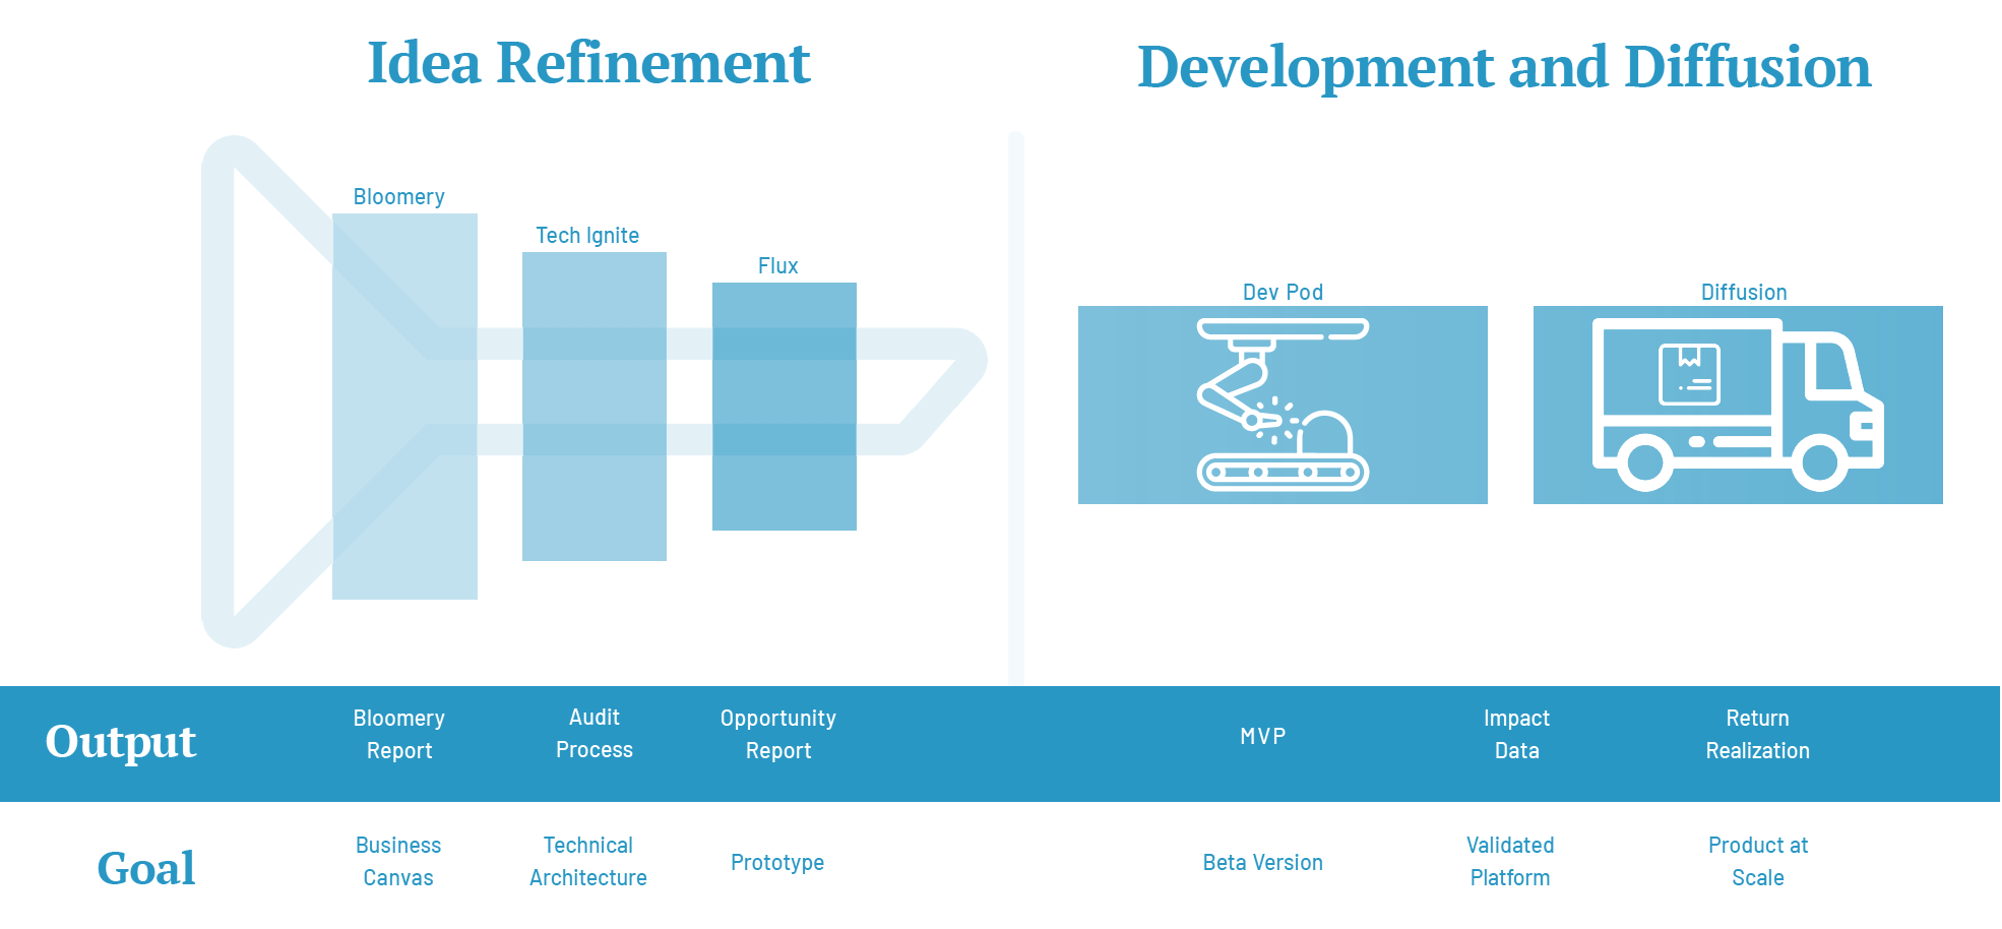 Idea Refinement
Development and Diffusion
Bloomery
Tech Ignite
Flux
Dev Pod
Diffusion
Output
Bloomery
Report
Audit
Process
Opportunity
Report
MVP
Impact
Data
Return
Realization
Goal
Business
Canvas
Technical
Architecture
Prototype
Beta Version
Validated
Platform
Product at
Scale